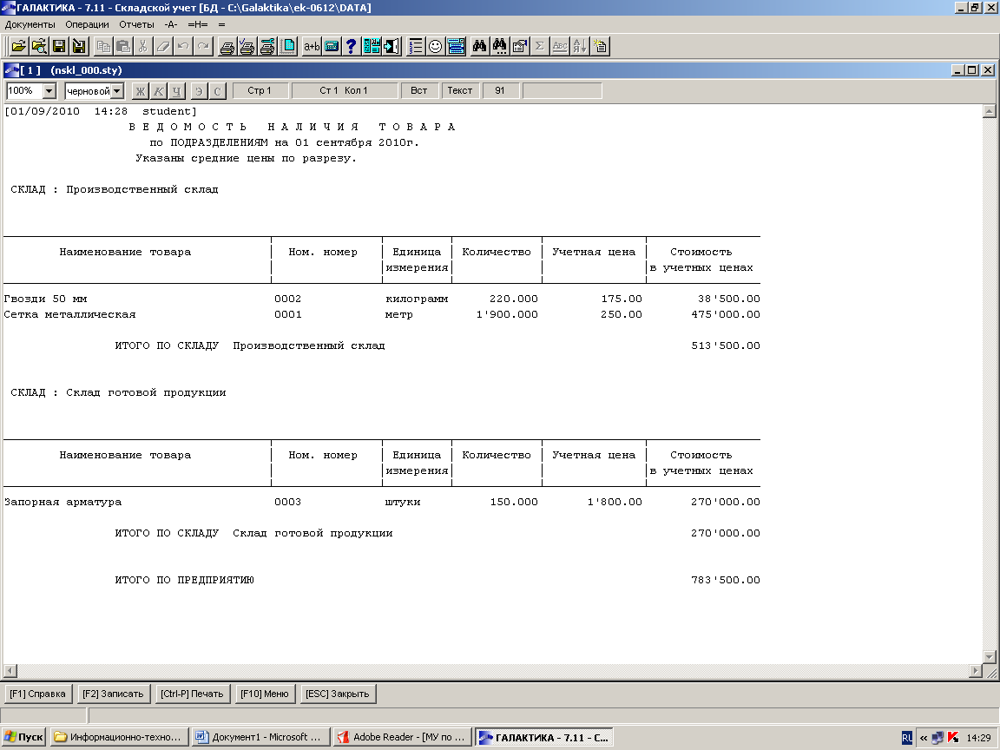 ГАЛАКТИКА - 7.11 - Складской учет [БД - C:\Galaktika\ek-0612\DATA]
Документы Операции Отчеты -А- =Н= =
a+b ? Σ ABC
[ 1 ] (nskl_000.sty)
100% черновой Ж К Ч Э С Стр 1 Ст 1 Кол 1 Вст Текст 91
[01/09/2010 14:28 student]
В Е Д О М О С Т Ь Н А Л И Ч И Я Т О В А Р А
по ПОДРАЗДЕЛЕНИЯМ на 01 сентября 2010г.
Указаны средние цены по разрезу.
СКЛАД : Производственный склад
Наименование товара Ном. номер Единица Количество Учетная цена Стоимость
измерения в учетных ценах
Гвозди 50 мм 0002 килограмм 220.000 175.00 38'500.00
Сетка металлическая 0001 метр 1'900.000 250.00 475'000.00
ИТОГО ПО СКЛАДУ Производственный склад 513'500.00
СКЛАД : Склад готовой продукции
Наименование товара Ном. номер Единица Количество Учетная цена Стоимость
измерения в учетных ценах
Запорная арматура 0003 штуки 150.000 1'800.00 270'000.00
ИТОГО ПО СКЛАДУ Склад готовой продукции 270'000.00
ИТОГО ПО ПРЕДПРИЯТИЮ 783'500.00
[F1] Справка [F2] Записать [Ctrl-P] Печать [F10] Меню [ESC] Закрыть
Пуск Информационно-техно... Документ1 - Microsoft ... Adobe Reader - [МУ по ... ГАЛАКТИКА - 7.11 - С... RU « 14:29